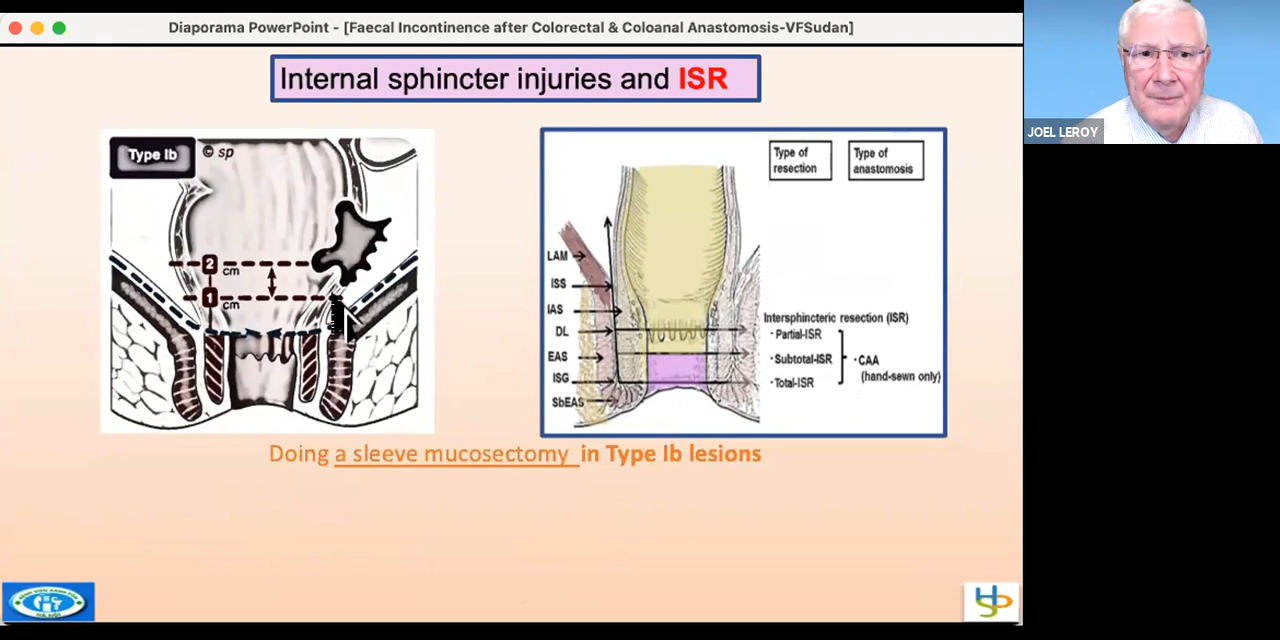 Diaporama PowerPoint - [Faecal Incontinence after Colorectal & Coloanal Anastomosis-VFSudan]
JOEL LEROY
Internal sphincter injuries and ISR
Type Ib
© sp
2
cm
1
cm
Type of
resection
Type of
anastomosis
LAM
ISS
IAS
DL
EAS
ISG
SbEAS
Intersphincteric resection (ISR)
· Partial-ISR
· Subtotal-ISR
· Total-ISR
· CAA
(hand-sewn only)
Doing a sleeve mucosectomy in Type Ib lesions